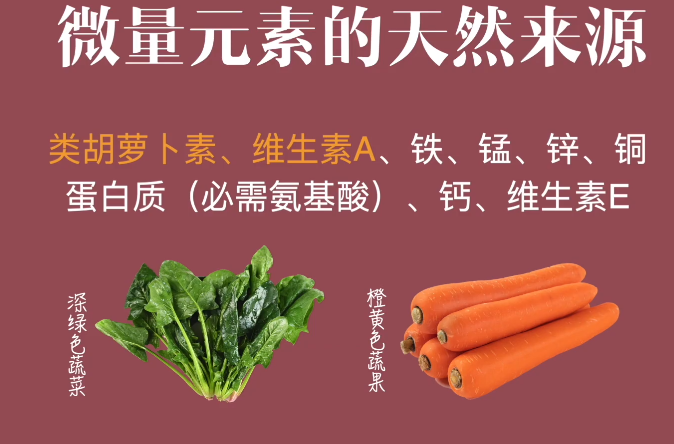 微量元素的天然来源
类胡萝卜素、维生素A、铁、锰、锌、铜
蛋白质（必需氨基酸）、钙、维生素E
深绿色蔬菜
橙黄色蔬果